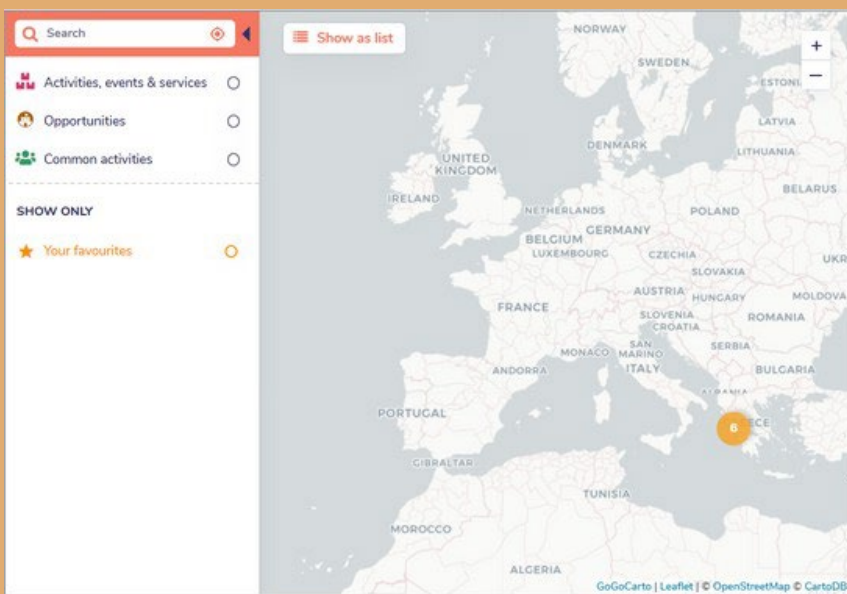 Search
Show as list
Activities, events & services
Opportunities
Common activities
SHOW ONLY
Your favourites
+
−
NORWAY
SWEDEN
LATVIA
DENMARK
LITHUANIA
UNITED
KINGDOM
BELARUS
IRELAND
NETHERLANDS
POLAND
GERMANY
BELGIUM
LUXEMBOURG
CZECHIA
UKR
SLOVAKIA
AUSTRIA
HUNGARY
MOLDOVA
FRANCE
SLOVENIA
ROMANIA
CROATIA
SAN
MARINO
SERBIA
MONACO
ITALY
ANDORRA
BULGARIA
PORTUGAL
6
ECE
GIBRALTAR
TUNISIA
MOROCCO
ALGERIA
GoGoCarto | Leaflet | © OpenStreetMap © CartoDB